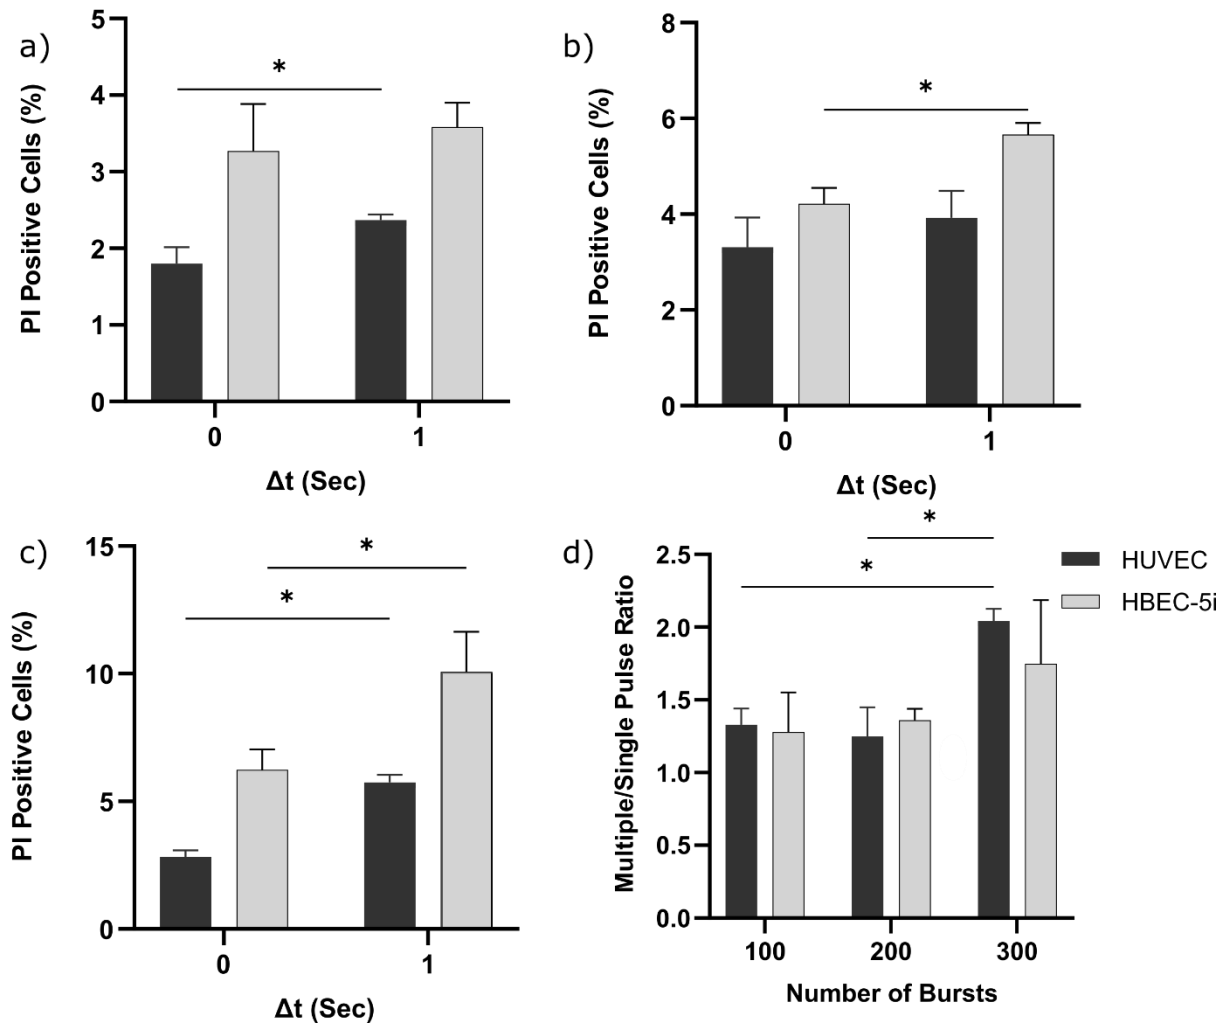 a)
*
PI Positive Cells (%)
5
4
3
2
1
0
0 1
Δt (Sec)
b)
*
PI Positive Cells (%)
8
6
4
2
0
0 1
Δt (Sec)
c)
*
*
PI Positive Cells (%)
15
10
5
0
0 1
Δt (Sec)
d)
*
*
Multiple/Single Pulse Ratio
2.5
2.0
1.5
1.0
0.5
0.0
100 200 300
Number of Bursts
HUVEC
HBEC-5i